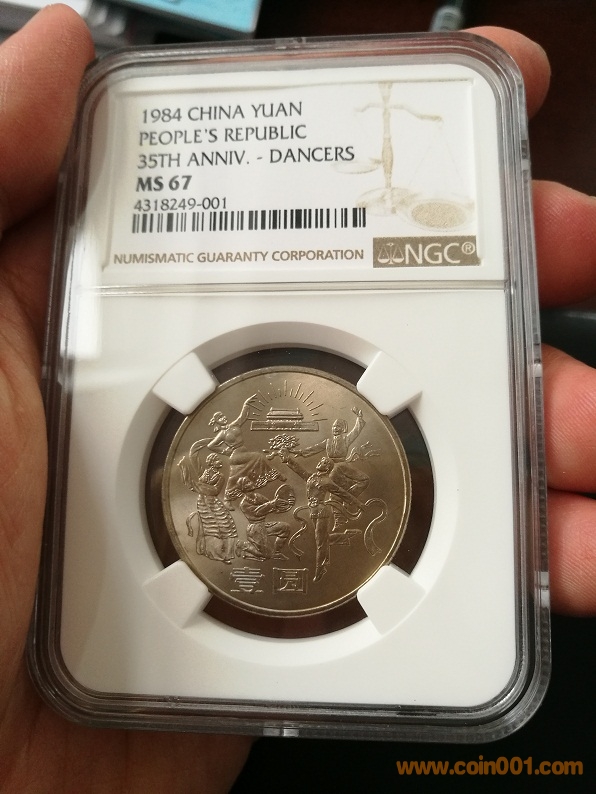 1984 CHINA YUAN
PEOPLE'S REPUBLIC
35TH ANNIV. - DANCERS
MS 67
4318249-001
NUMISMATIC GUARANTY CORPORATION NGC®
壹圆
www.coin001.com